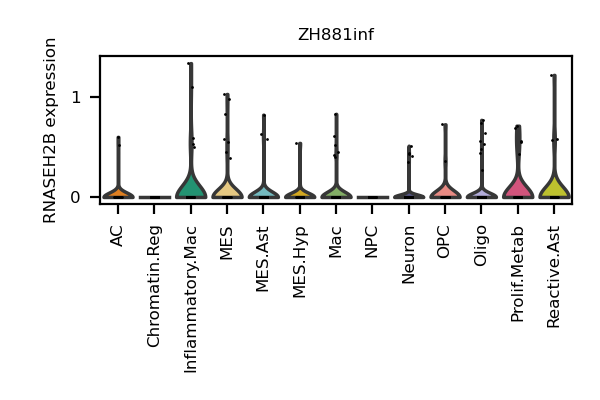 ZH881inf
RNASEH2B expression
1
0
AC
Chromatin.Reg
Inflammatory.Mac
MES
MES.Ast
MES.Hyp
Mac
NPC
Neuron
OPC
Oligo
Prolif.Metab
Reactive.Ast